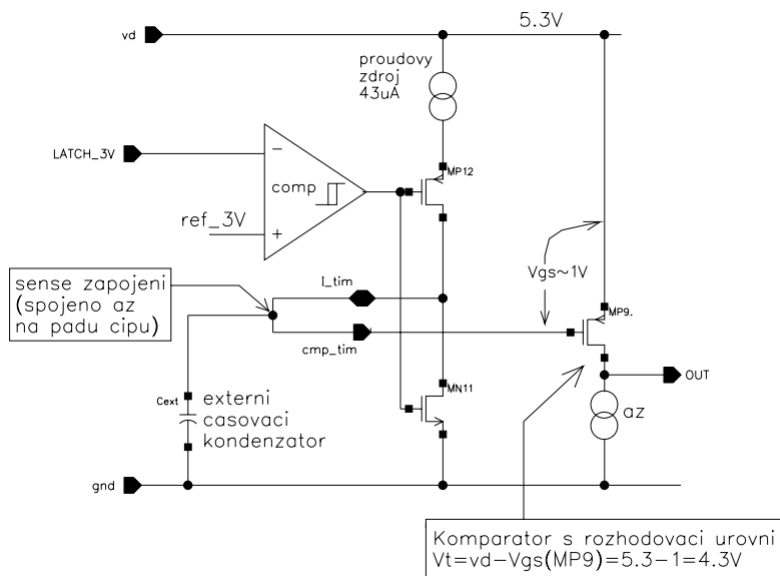 5.3V
vd
proudovy
zdroj
43uA
LATCH_3V
MP12
comp
ref_3V
sense zapojeni
(spojeno az
na padu cipu)
I_tim
Vgs~1V
MP9.
cmp_tim
OUT
MN11
Cext
externi
casovaci
kondenzator
az
gnd
Komparator s rozhodovaci urovni
Vt=vd-Vgs(MP9)=5.3-1=4.3V